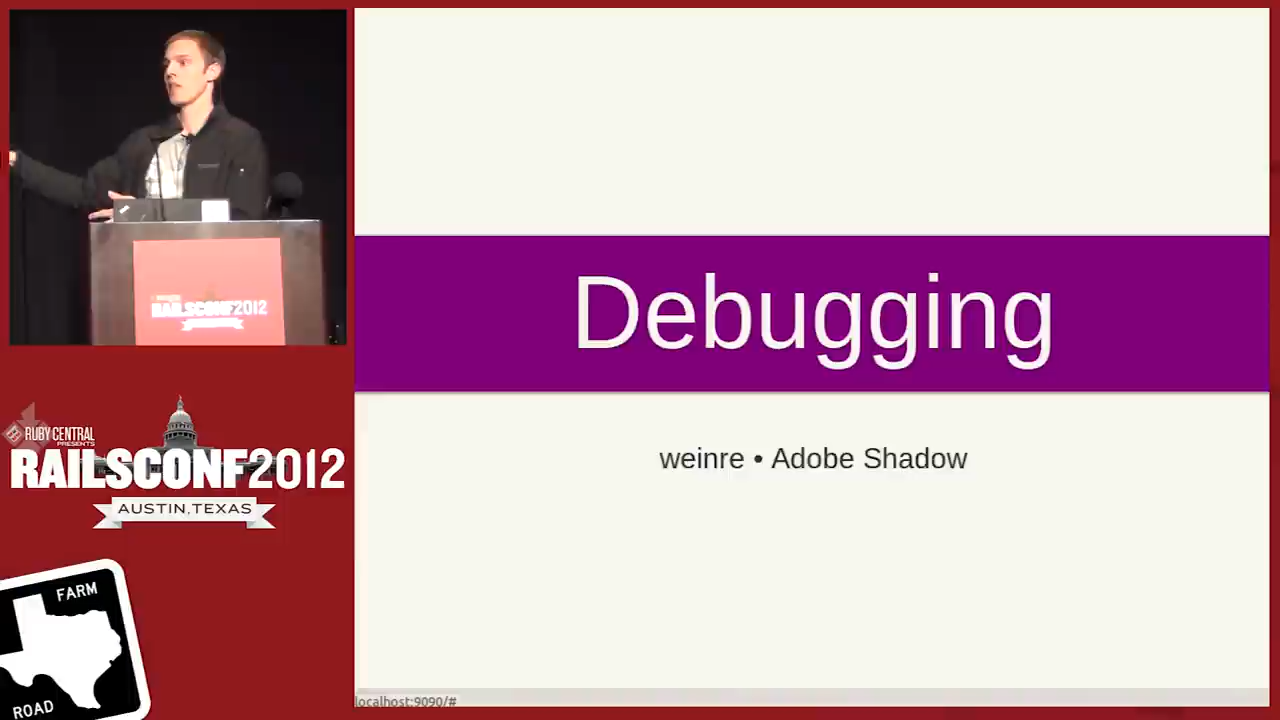 Debugging
weinre • Adobe Shadow
localhost:9090/#
RAILSCONF2012
RUBY CENTRAL
PRESENTS
RAILSCONF2012
AUSTIN, TEXAS
FARM
ROAD